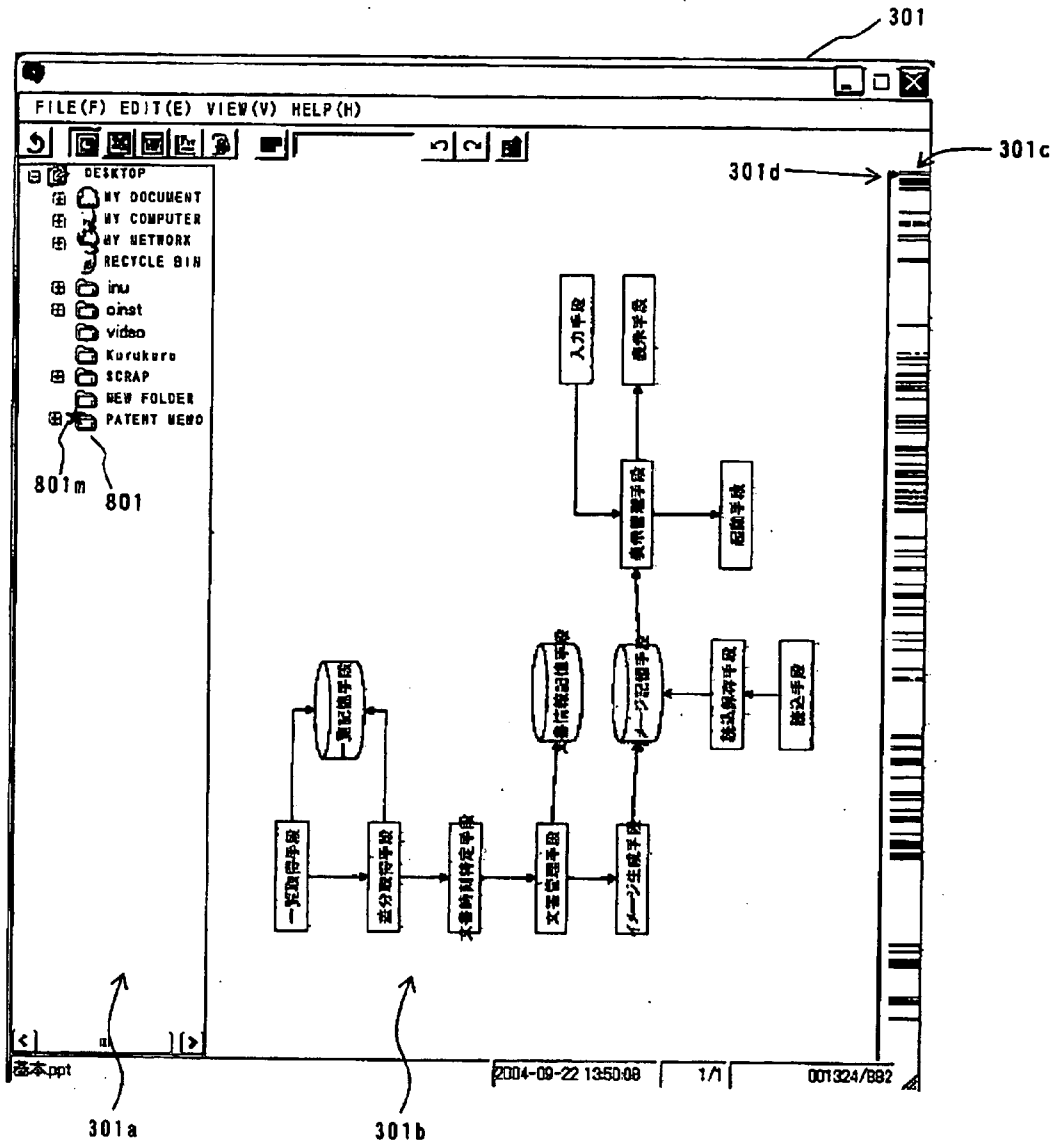 301
FILE(F) EDIT(E) VIEW(V) HELP(H)
301c
301d
DESKTOP
MY DOCUMENT
MY COMPUTER
MY NETWORK
RECYCLE BIN
inu
oinst
video
Kurukuru
SCRAP
NEW FOLDER
PATENT MEMO
801m
801
入力手段
表示手段
表示管理手段
起動手段
一覧記憶手段
文書情報記憶手段
イメージ記憶手段
読込保存手段
読込手段
一覧取得手段
差分取得手段
文書時刻特定手段
文書管理手段
イメージ生成手段
基本.ppt
2004-09-22 13:50:08
1/1
001324/892
301a
301b